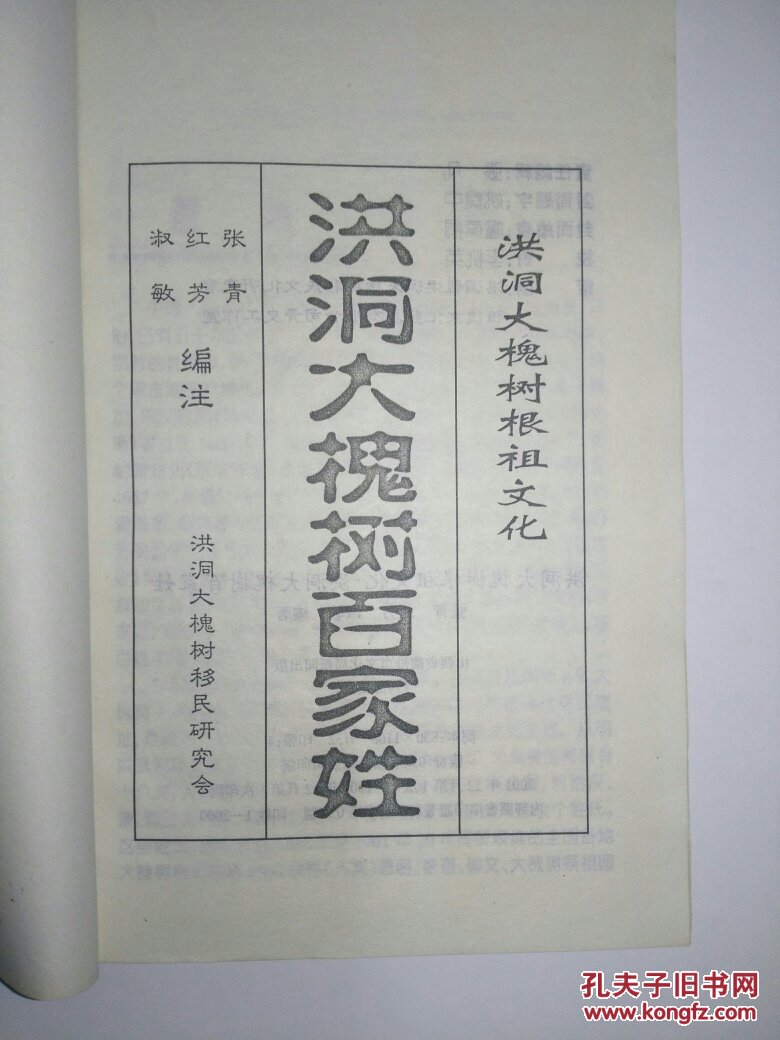 洪洞大槐树根祖文化
洪洞大槐树百家姓
张青
红芳
淑敏
编注
洪洞大槐树移民研究会
孔夫子旧书网
www.kongfz.com